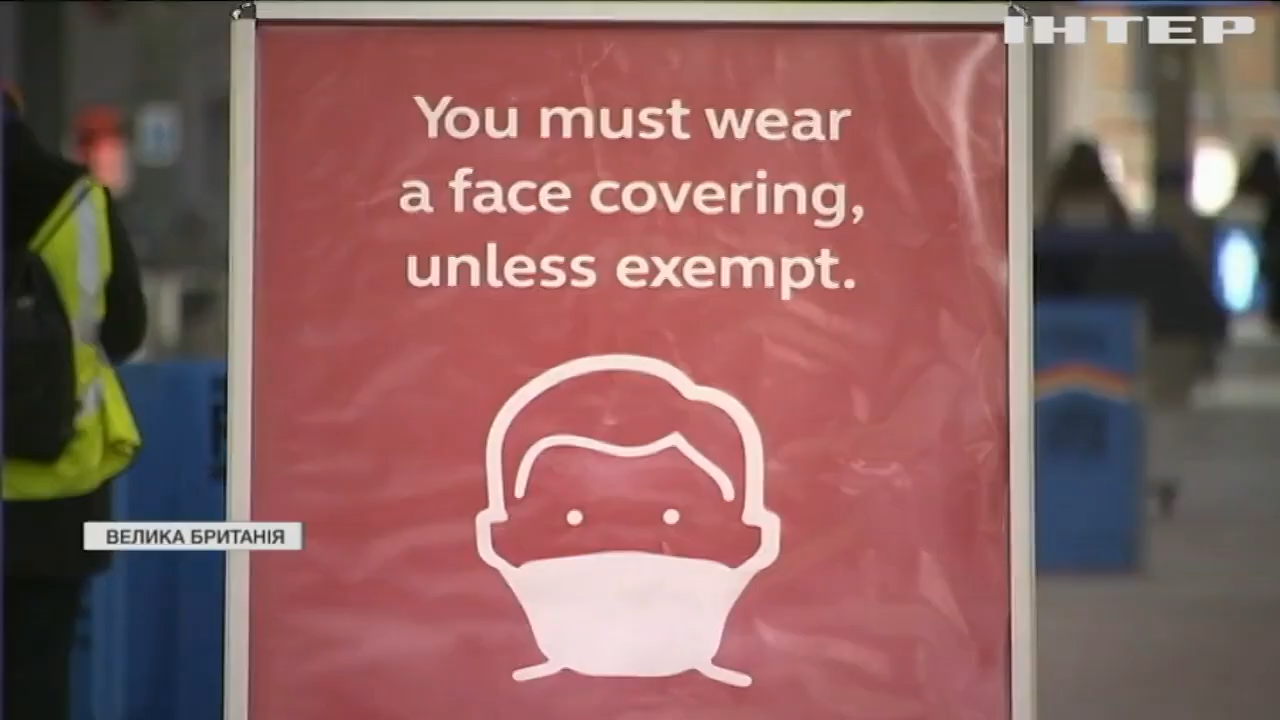 ІНТЕР
You must wear
a face covering,
unless exempt.
ВЕЛИКА БРИТАНІЯ